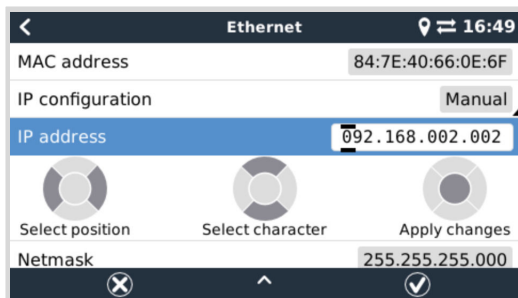 Ethernet 16:49
MAC address 84:7E:40:66:0E:6F
IP configuration Manual
IP address 092.168.002.002
Select position Select character Apply changes
Netmask 255.255.255.000